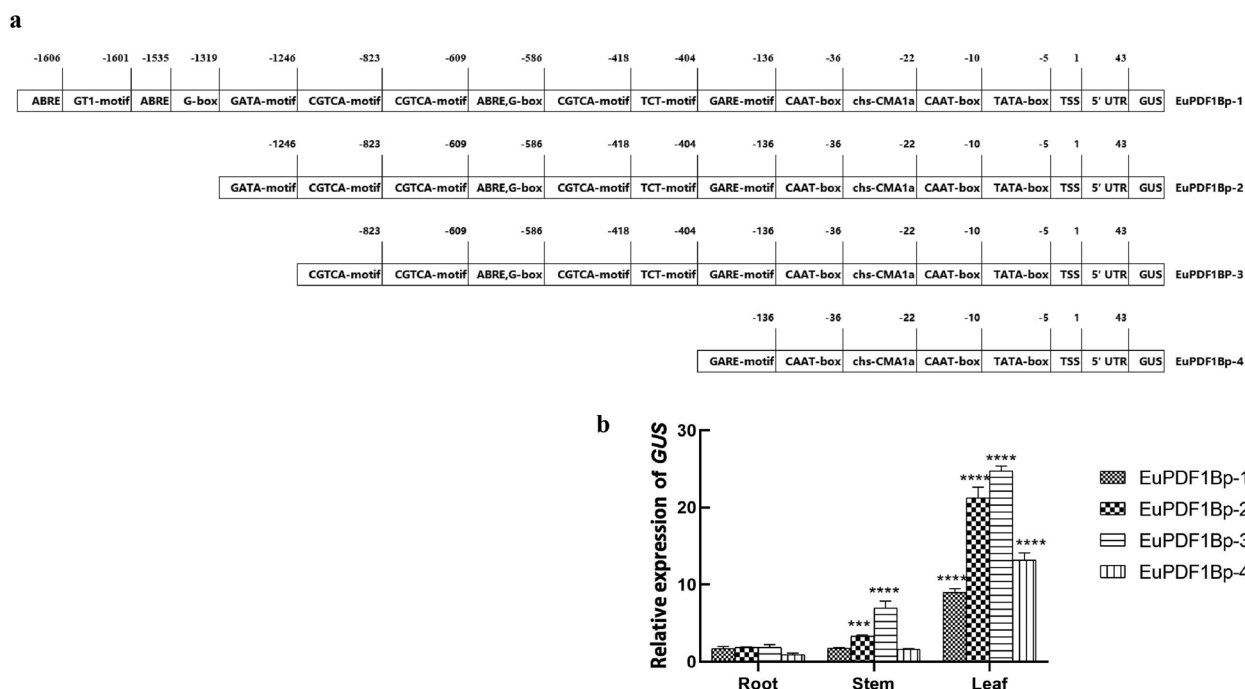 a
-1606 -1601 -1535 -1319 -1246 -823 -609 -586 -418 -404 -136 -36 -22 -10 -5 1 43
ABRE GT1-motif ABRE G-box GATA-motif CGTCA-motif CGTCA-motif ABRE,G-box CGTCA-motif TCT-motif GARE-motif CAAT-box chs-CMA1a CAAT-box TATA-box TSS 5' UTR GUS EuPDF1Bp-1
-1246 -823 -609 -586 -418 -404 -136 -36 -22 -10 -5 1 43
GATA-motif CGTCA-motif CGTCA-motif ABRE,G-box CGTCA-motif TCT-motif GARE-motif CAAT-box chs-CMA1a CAAT-box TATA-box TSS 5' UTR GUS EuPDF1Bp-2
-823 -609 -586 -418 -404 -136 -36 -22 -10 -5 1 43
CGTCA-motif CGTCA-motif ABRE,G-box CGTCA-motif TCT-motif GARE-motif CAAT-box chs-CMA1a CAAT-box TATA-box TSS 5' UTR GUS EuPDF1BP-3
-136 -36 -22 -10 -5 1 43
GARE-motif CAAT-box chs-CMA1a CAAT-box TATA-box TSS 5' UTR GUS EuPDF1Bp-4
b
Relative expression of GUS
30
20
10
0
*** ****
**** **** **** ****
Root Stem Leaf
EuPDF1Bp-1
EuPDF1Bp-2
EuPDF1Bp-3
EuPDF1Bp-4